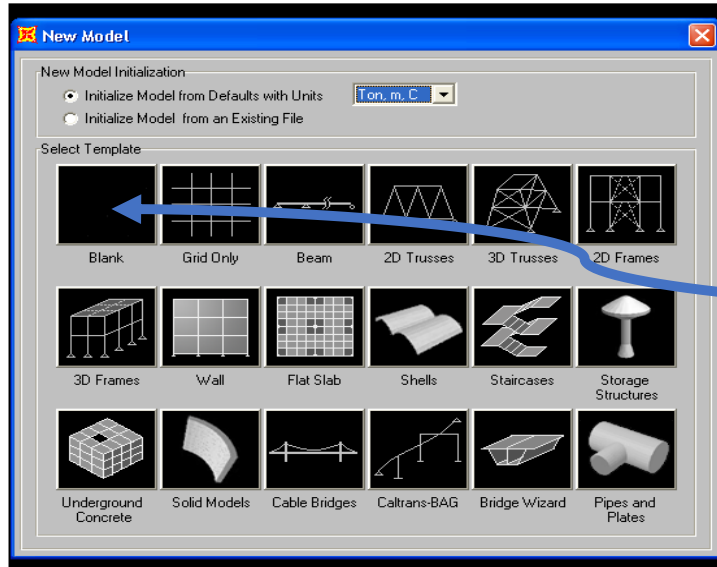 New Model
New Model Initialization
Initialize Model from Defaults with Units
Ton, m, C
Initialize Model from an Existing File
Select Template
Blank
Grid Only
Beam
2D Trusses
3D Trusses
2D Frames
3D Frames
Wall
Flat Slab
Shells
Staircases
Storage
Structures
Underground
Concrete
Solid Models
Cable Bridges
Caltrans-BAG
Bridge Wizard
Pipes and
Plates